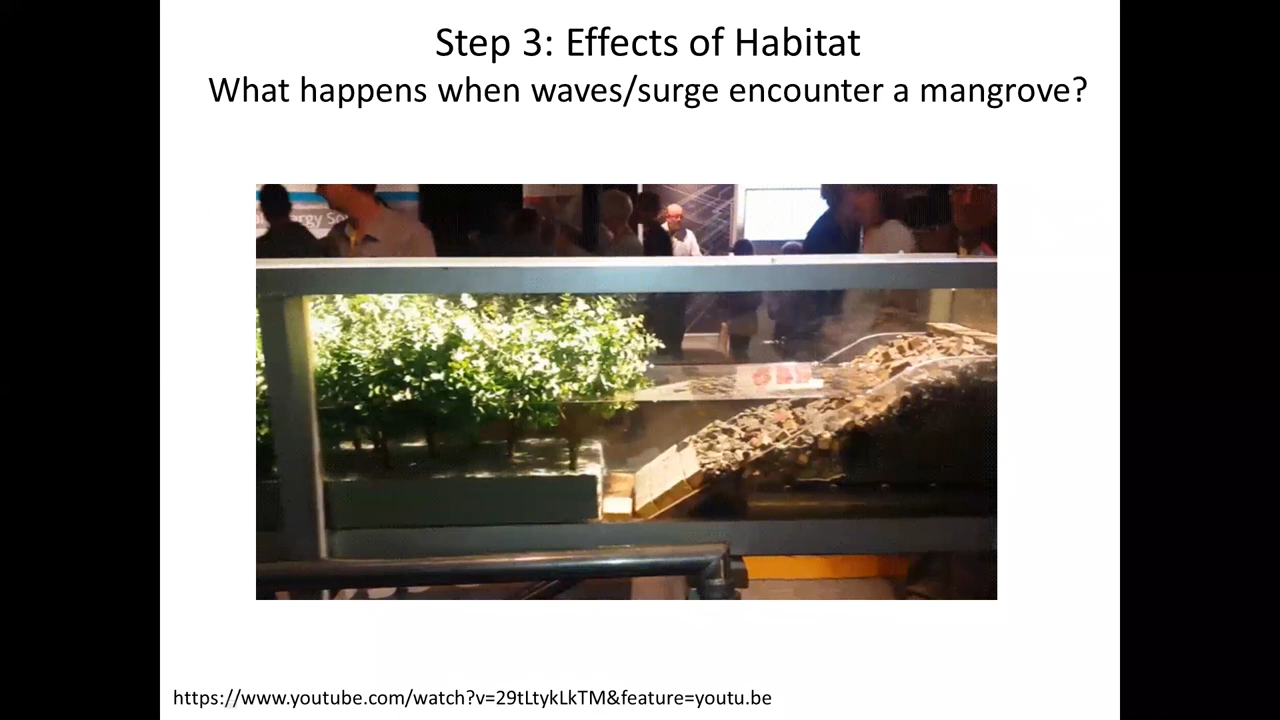 Step 3: Effects of Habitat
What happens when waves/surge encounter a mangrove?
https://www.youtube.com/watch?v=29tLtykLkTM&feature=youtu.be